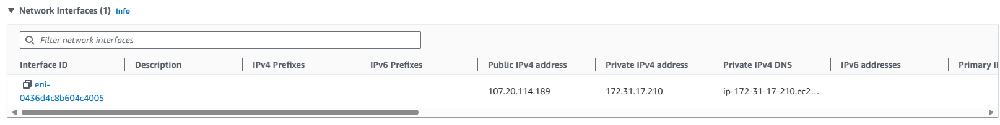 Network Interfaces (1) Info
Filter network interfaces
Interface ID Description IPv4 Prefixes IPv6 Prefixes Public IPv4 address Private IPv4 address Private IPv4 DNS IPv6 addresses Primary
eni-
0436d4c8b604c4005 – – – 107.20.114.189 172.31.17.210 ip-172-31-17-210.ec2... – –